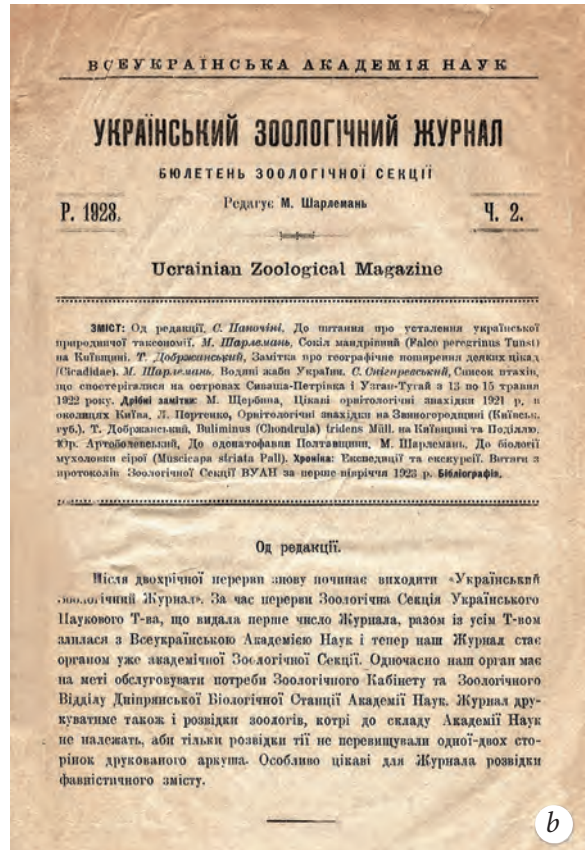 ВСЕУКРАЇНСЬКА АКАДЕМІЯ НАУК
УКРАЇНСЬКИЙ ЗООЛОГІЧНИЙ ЖУРНАЛ
БЮЛЕТЕНЬ ЗООЛОГІЧНОЇ СЕКЦІЇ
Р. 1923.
Редагує М. Шарлемань
Ч. 2.
Ucrainian Zoological Magazine
ЗМІСТ: Од редакції. С. Паночіні. До питання про усталення української
природничої таксономії. М. Шарлемань, Сокіл мандрівний (Falco peregrinus Tunst)
на Київщині. Т. Добржанський, Замітка про географічне поширення деяких цікад
(Cicadidae). М. Шарлемань. Водяні жаби України. С. Снігиревський, Список птахів,
що спостерігалися на островах Сиваша-Петрівка і Узган-Тугай з 13 по 15 травня
1922 року. Дрібні замітки: М. Щербина, Цікаві орнітологічні знахідки 1921 р. в
околицях Київа. Л. Портенко, Орнітологічні знахідки на Звиногородщині (Київськ.
губ.). Т. Добржанський, Buliminus (Chondrula) tridens Müll. на Київщині та Поділлю.
Юр. Артоболевський, До одонатофавни Полтавщини, М. Шарлемань. До біології
мухоловки сірої (Muscicapa striata Pall). Хроніка: Експедиції та екскурсії. Витяги з
протоколів Зоологічної Секції ВУАН за перше півріччя 1923 р. Бібліографія.
Од редакції.
Після двохрічної перерви знову починає виходити «Український
Зоологічний Журнал». За час перерви Зоологічна Секція Українського
Наукового Т-ва, що видала перше число Журнала, разом із усім Т-вом
злилася з Всеукраїнською Академією Наук і тепер наш Журнал стає
органом уже академічної Зоологічної Секції. Одночасно наш орган має
на меті обслуговувати потреби Зоологічного Кабінету та Зоологічного
Відділу Дніпрянської Біологічної Станції Академії Наук. Журнал дру-
куватиме також і розвідки зоологів, котрі до складу Академії Наук
не належать, аби тільки розвідки тії не перевищували одної-двох сто-
рінок друкованого аркуша. Особливо цікаві для Журнала розвідки
фавністичного змісту.
b